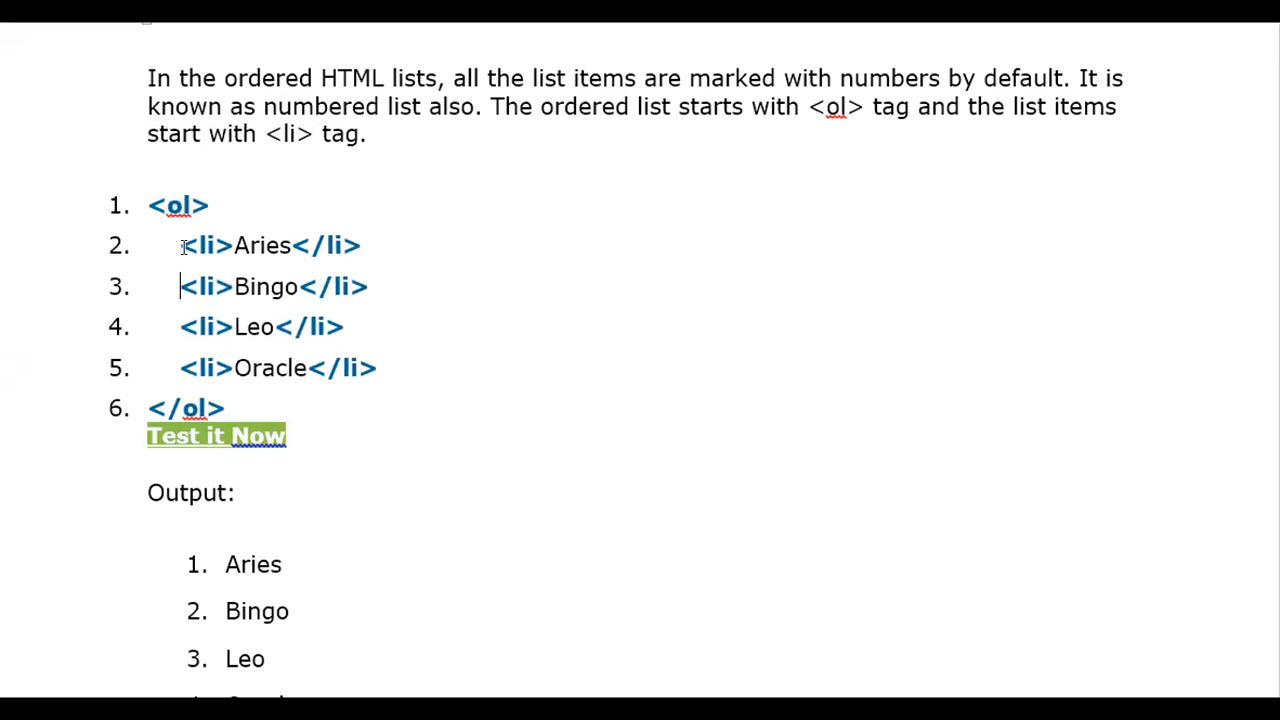 In the ordered HTML lists, all the list items are marked with numbers by default. It is
known as numbered list also. The ordered list starts with <ol> tag and the list items
start with <li> tag.
1. <ol>
2. <li>Aries</li>
3. <li>Bingo</li>
4. <li>Leo</li>
5. <li>Oracle</li>
6. </ol>
Test it Now
Output:
1. Aries
2. Bingo
3. Leo